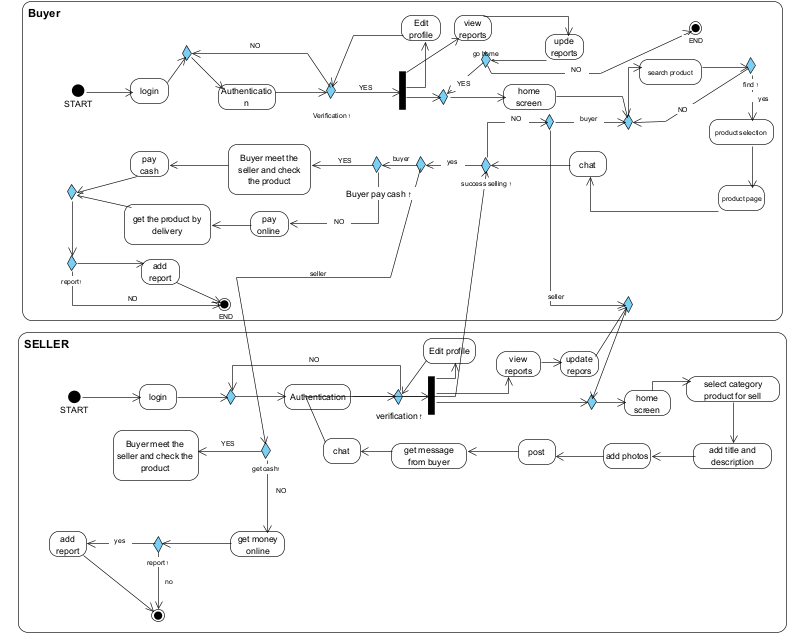 Buyer
Edit
profile
view
reports
END
NO
go home
upde
reports
NO
YES
search product
find ?
login
Authenticatio
n
YES
home
screen
yes
START
NO
Verification ?
NO
buyer
product selection
pay
cash
YES
Buyer meet the
seller and check
the product
buyer
yes
chat
success selling ?
Buyer pay cash ?
product page
get the product by
delivery
pay
online
NO
add
report
seller
report?
NO
seller
END
SELLER
NO
Edit profile
view
reports
update
repors
START
login
Authentication
verification ?
home
screen
select category
product for sell
Buyer meet the
seller and check the
product
YES
get cash?
chat
get message
from buyer
post
add photos
add title and
description
NO
add
report
yes
get money
online
report ?
no